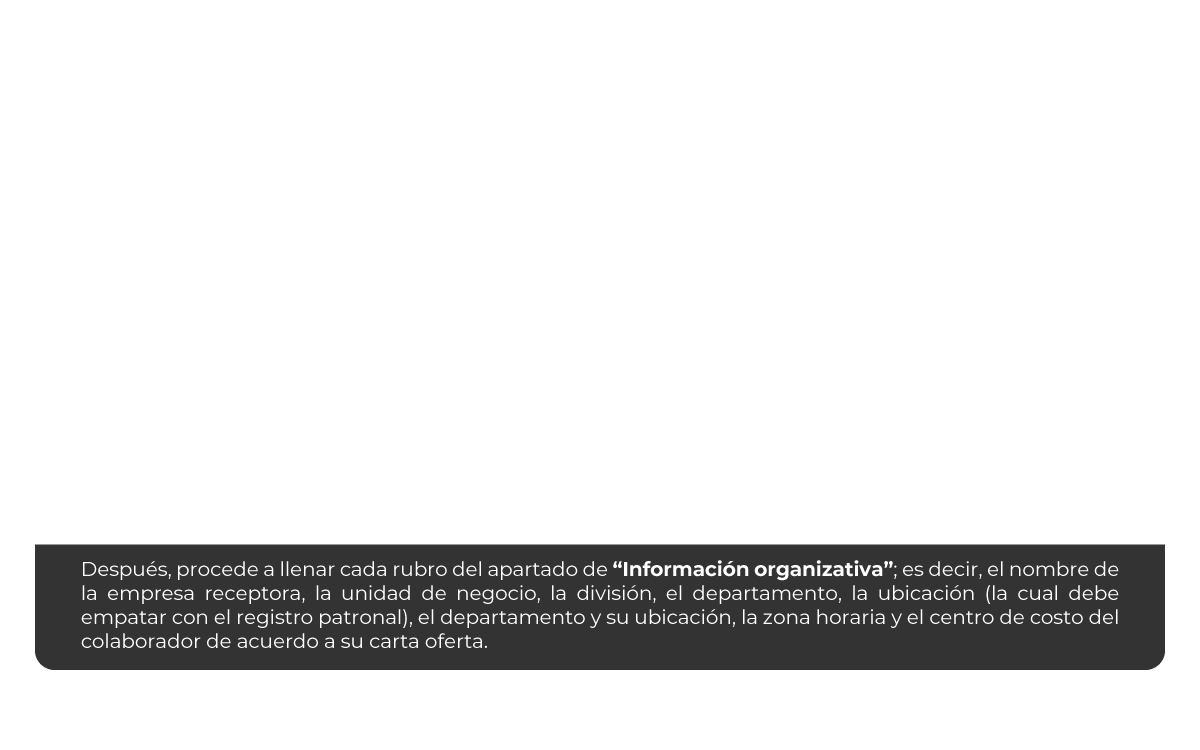 Después, procede a llenar cada rubro del apartado de “Información organizativa”; es decir, el nombre de
la empresa receptora, la unidad de negocio, la división, el departamento, la ubicación (la cual debe
empatar con el registro patronal), el departamento y su ubicación, la zona horaria y el centro de costo del
colaborador de acuerdo a su carta oferta.